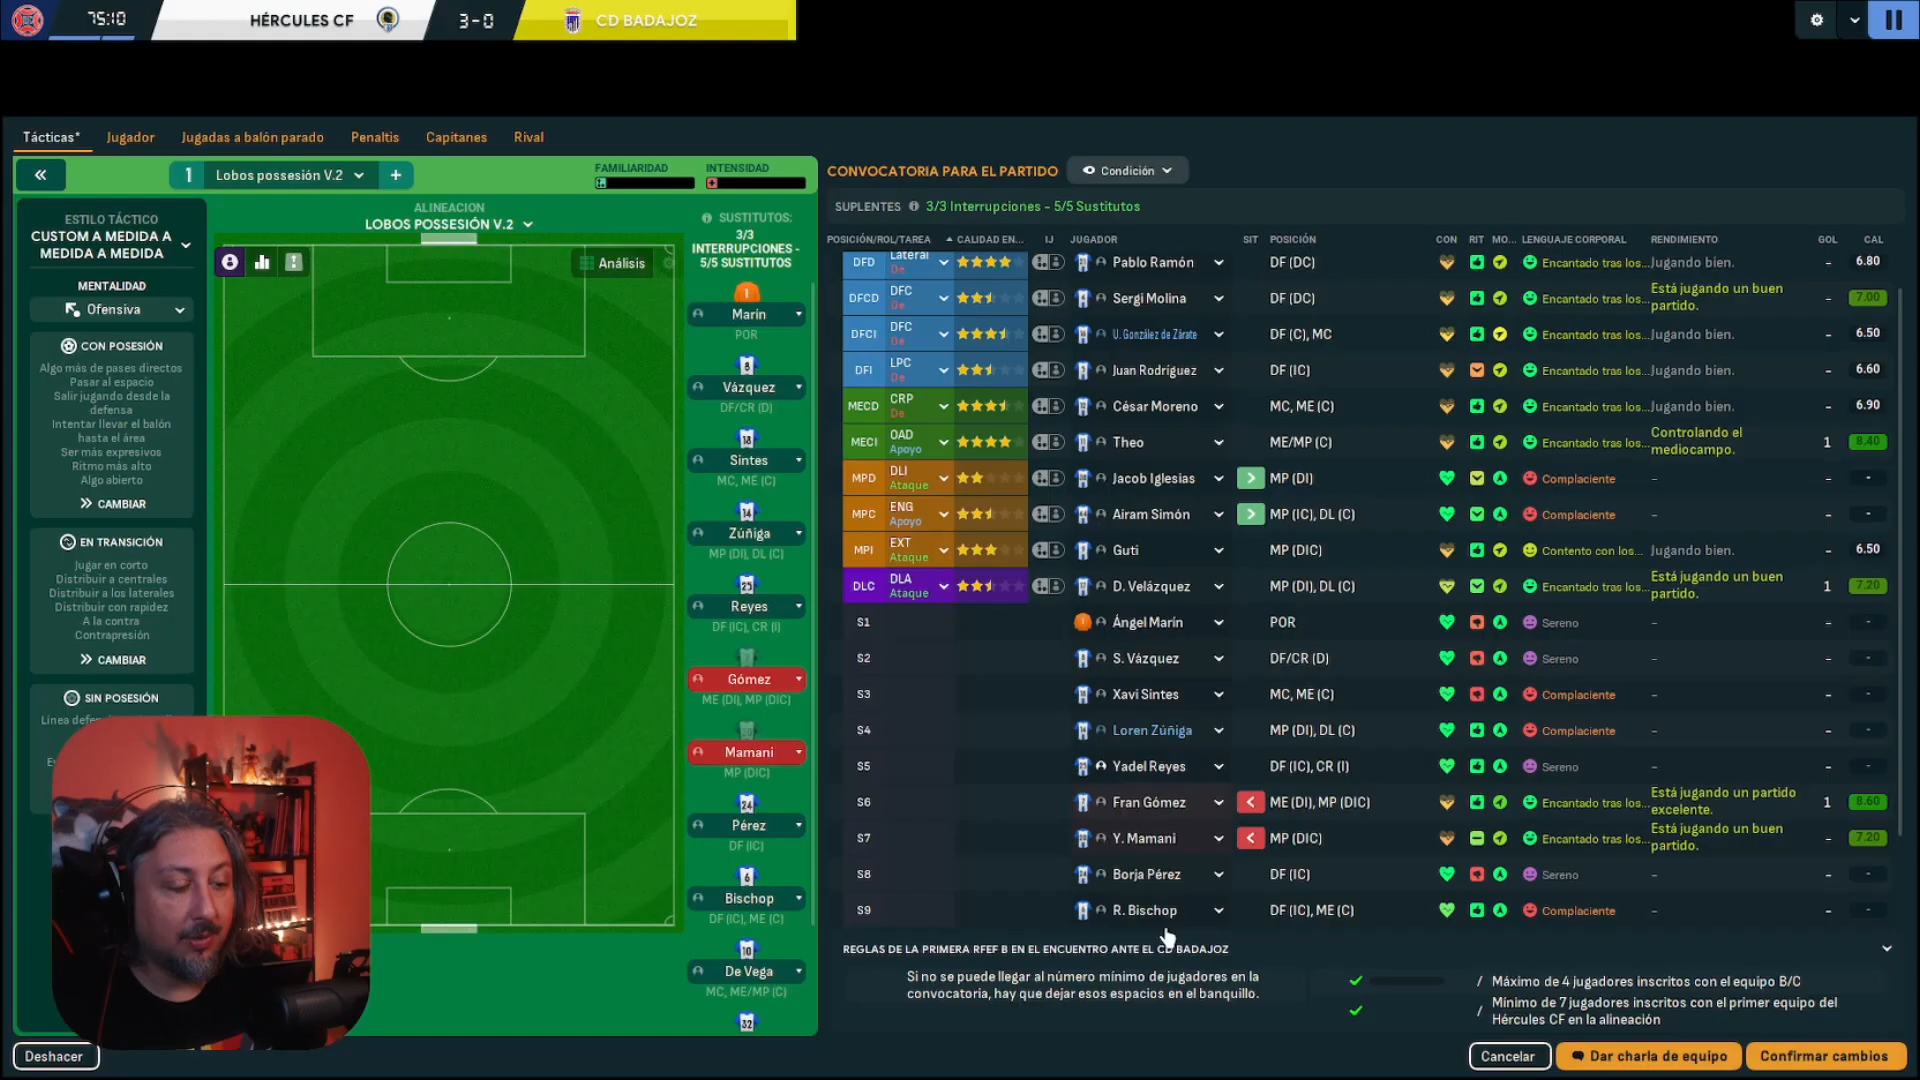 75:10
HÉRCULES CF
3-0
CD BADAJOZ
Tácticas*
Jugador
Jugadas a balón parado
Penaltis
Capitanes
Rival
1
Lobos posesión V.2
+
FAMILIARIDAD
INTENSIDAD
ESTILO TÁCTICO
CUSTOM A MEDIDA A
MEDIDA A MEDIDA
MENTALIDAD
Ofensiva
CON POSESIÓN
Algo más de pases directos
Pasar al espacio
Salir jugando desde la
defensa
Intentar llevar el balón
hasta el área
Ser más expresivos
Ritmo más alto
Algo abierto
CAMBIAR
EN TRANSICIÓN
Jugar en corto
Distribuir a centrales
Distribuir a los laterales
Distribuir con rapidez
A la contra
Contrapresión
CAMBIAR
SIN POSESIÓN
ALINEACION
LOBOS POSSESIÓN V.2
Análisis
SUSTITUTOS:
3/3
INTERRUPCIONES -
5/5 SUSTITUTOS
1
Marín
POR
8
Vázquez
DF/CR (D)
18
Sintes
MC, ME (C)
14
Zúñiga
MP (DI), DL (C)
25
Reyes
DF (IC), CR (I)
Gómez
ME (DI), MP (DIC)
Mamani
MP (DIC)
24
Pérez
DF (IC)
6
Bischop
DF (IC), ME (C)
10
De Vega
MC, ME/MP (C)
32
CONVOCATORIA PARA EL PARTIDO
Condición
SUPLENTES 3/3 Interrupciones - 5/5 Sustitutos
POSICIÓN/ROL/TAREA CALIDAD EN... IJ JUGADOR SIT POSICIÓN CON RIT MO... LENGUAJE CORPORAL RENDIMIENTO GOL CAL
DFD Lateral De Pablo Ramón DF (DC) Encantado tras los... Jugando bien. - 6.80
DFCD DFC De Sergi Molina DF (DC) Encantado tras los... Está jugando un buen partido. - 7.00
DFCI DFC De U. González de Zárate DF (C), MC Encantado tras los... Jugando bien. - 6.50
DFI LPC De Juan Rodríguez DF (IC) Encantado tras los... Jugando bien. - 6.60
MECD CRP De César Moreno MC, ME (C) Encantado tras los... Jugando bien. - 6.90
MECI OAD Apoyo Theo ME/MP (C) Encantado tras los... Controlando el mediocampo. 1 8.40
MPD DLI Ataque Jacob Iglesias MP (DI) Complaciente - - -
MPC ENG Apoyo Airam Simón MP (IC), DL (C) Complaciente - - -
MPI EXT Ataque Guti MP (DIC) Contento con los... Jugando bien. - 6.50
DLC DLA Ataque D. Velázquez MP (DI), DL (C) Encantado tras los... Está jugando un buen partido. 1 7.20
S1 Ángel Marín POR Sereno - - -
S2 S. Vázquez DF/CR (D) Sereno - - -
S3 Xavi Sintes MC, ME (C) Complaciente - - -
S4 Loren Zúñiga MP (DI), DL (C) Complaciente - - -
S5 Yadel Reyes DF (IC), CR (I) Sereno - - -
S6 Fran Gómez ME (DI), MP (DIC) Encantado tras los... Está jugando un partido excelente. 1 8.60
S7 Y. Mamani MP (DIC) Encantado tras los... Está jugando un buen partido. - 7.20
S8 Borja Pérez DF (IC) Sereno - - -
S9 R. Bischop DF (IC), ME (C) Complaciente - - -
REGLAS DE LA PRIMERA RFEF B EN EL ENCUENTRO ANTE EL CD BADAJOZ
Si no se puede llegar al número mínimo de jugadores en la
convocatoria, hay que dejar esos espacios en el banquillo.
/ Máximo de 4 jugadores inscritos con el equipo B/C
/ Mínimo de 7 jugadores inscritos con el primer equipo del
Hércules CF en la alineación
Deshacer
Cancelar
Dar charla de equipo
Confirmar cambios